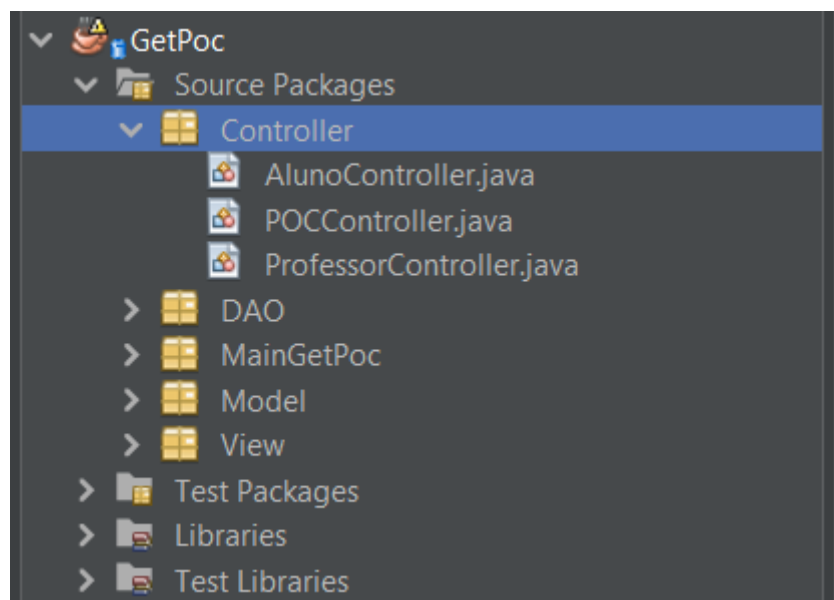 GetPoc
Source Packages
Controller
AlunoController.java
POCController.java
ProfessorController.java
DAO
MainGetPoc
Model
View
Test Packages
Libraries
Test Libraries